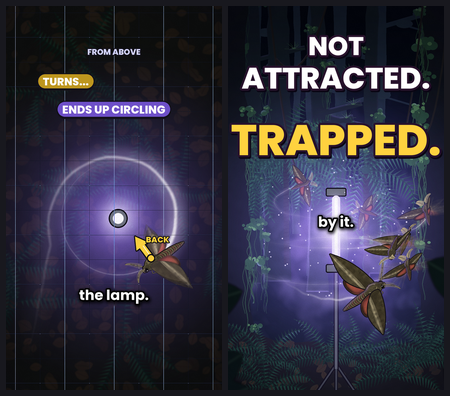 FROM ABOVE
TURNS...
ENDS UP CIRCLING
BACK
the lamp.
NOT
ATTRACTED.
TRAPPED.
by it.